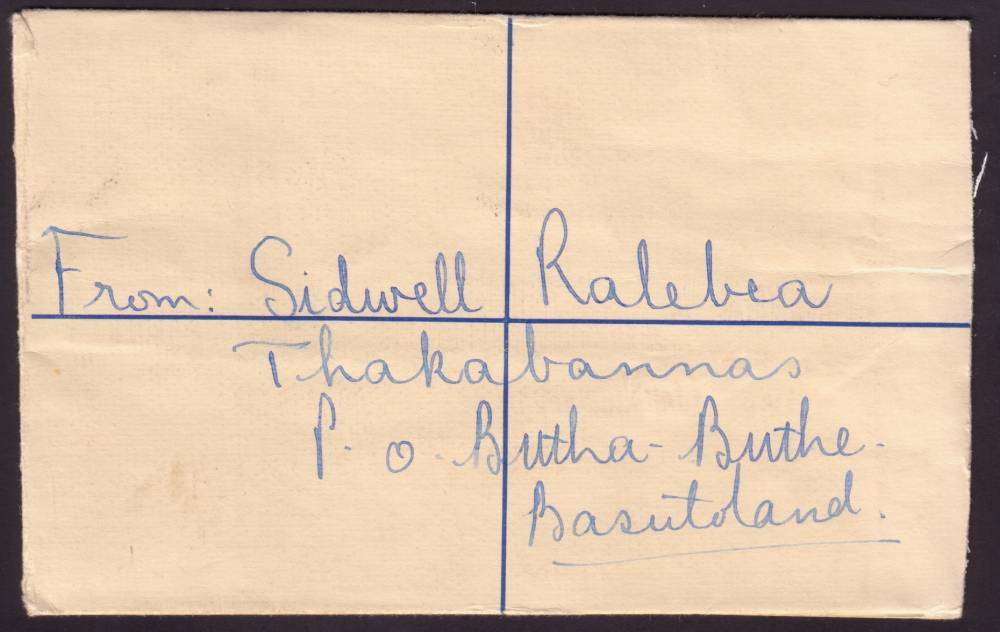 From: Sidwell Ralebea
Thakabannas
P. O. Butha-Buthe.
Basutoland.